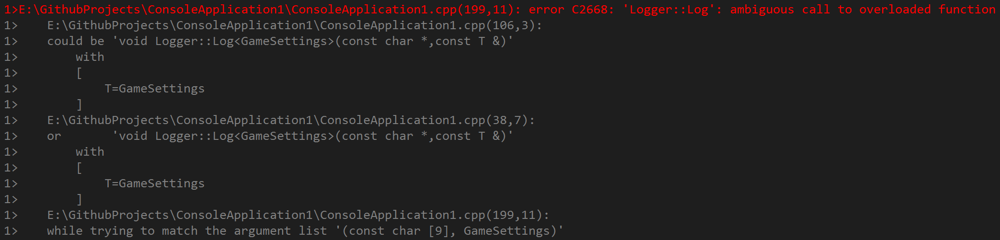 1>E:\GithubProjects\ConsoleApplication1\ConsoleApplication1.cpp(199,11): error C2668: 'Logger::Log': ambiguous call to overloaded function
1>    E:\GithubProjects\ConsoleApplication1\ConsoleApplication1.cpp(106,3):
1>    could be 'void Logger::Log<GameSettings>(const char *,const T &)'
1>        with
1>        [
1>            T=GameSettings
1>        ]
1>    E:\GithubProjects\ConsoleApplication1\ConsoleApplication1.cpp(38,7):
1>    or       'void Logger::Log<GameSettings>(const char *,const T &)'
1>        with
1>        [
1>            T=GameSettings
1>        ]
1>    E:\GithubProjects\ConsoleApplication1\ConsoleApplication1.cpp(199,11):
1>    while trying to match the argument list '(const char [9], GameSettings)'